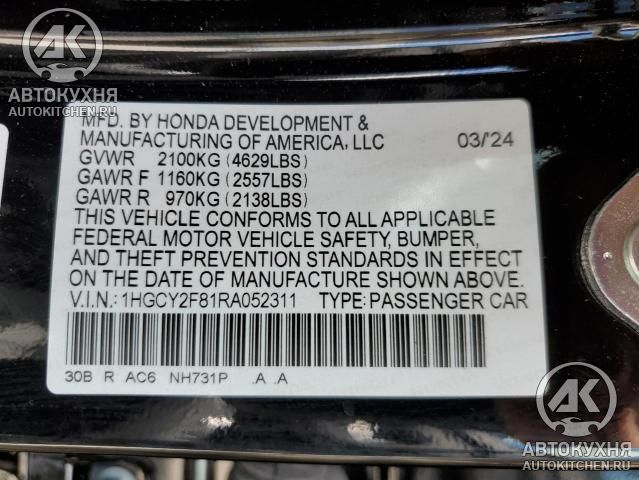 AK
АВТОКУХНЯ
AUTOKITCHEN.RU
MFD. BY HONDA DEVELOPMENT &
MANUFACTURING OF AMERICA, LLC 03/'24
GVWR 2100KG (4629LBS)
GAWR F 1160KG (2557LBS)
GAWR R 970KG (2138LBS)
THIS VEHICLE CONFORMS TO ALL APPLICABLE
FEDERAL MOTOR VEHICLE SAFETY, BUMPER,
AND THEFT PREVENTION STANDARDS IN EFFECT
ON THE DATE OF MANUFACTURE SHOWN ABOVE.
V.I.N.: 1HGCY2F81RA052311 TYPE: PASSENGER CAR
30B R AC6 NH731P .A .A
AK
АВТОКУХНЯ
AUTOKITCHEN.RU